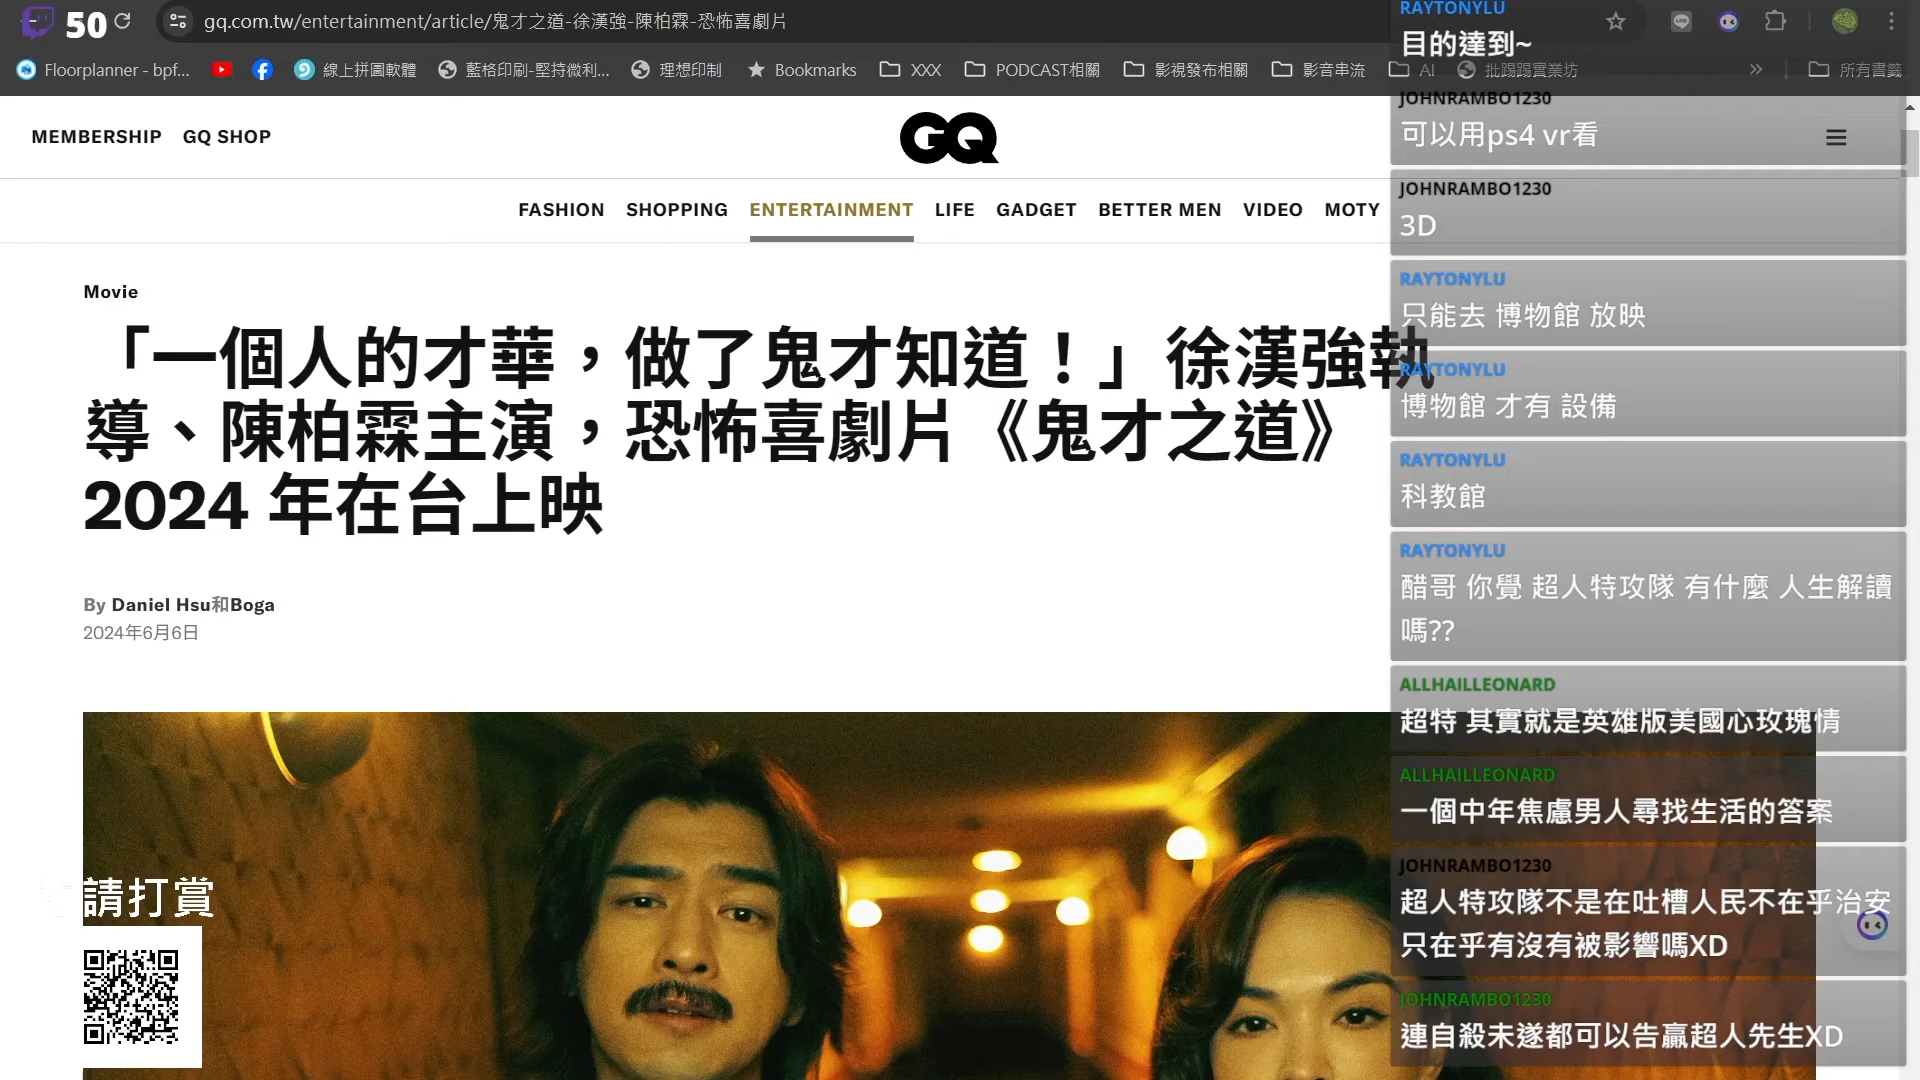 50
gq.com.tw/entertainment/article/鬼才之道-徐漢強-陳柏霖-恐怖喜劇片
Floorplanner - bpf...
線上拼圖軟體
藍格印刷-堅持微利...
理想印制
Bookmarks
XXX
PODCAST相關
影視發布相關
影音串流
AI
批踢踢實業坊
所有書籤
MEMBERSHIP
GQ SHOP
GQ
FASHION
SHOPPING
ENTERTAINMENT
LIFE
GADGET
BETTER MEN
VIDEO
MOTY
Movie
「一個人的才華，做了鬼才知道！」徐漢強執
導、陳柏霖主演，恐怖喜劇片《鬼才之道》
2024 年在台上映
By Daniel Hsu和Boga
2024年6月6日
請打賞
RAYTONYLU
目的達到~
JOHNRAMBO1230
可以用ps4 vr看
JOHNRAMBO1230
3D
RAYTONYLU
只能去 博物館 放映
RAYTONYLU
博物館 才有 設備
RAYTONYLU
科教館
RAYTONYLU
醋哥 你覺 超人特攻隊 有什麼 人生解讀
嗎??
ALLHAILLEONARD
超特 其實就是英雄版美國心玫瑰情
ALLHAILLEONARD
一個中年焦慮男人尋找生活的答案
JOHNRAMBO1230
超人特攻隊不是在吐槽人民不在乎治安
只在乎有沒有被影響嗎XD
JOHNRAMBO1230
連自殺未遂都可以告贏超人先生XD